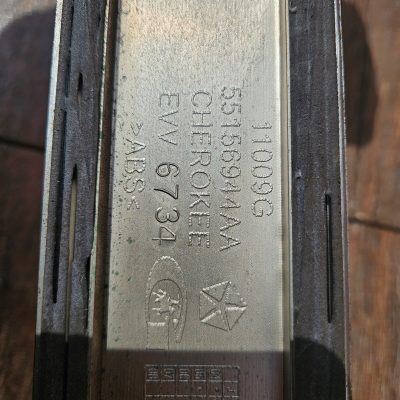 11009G
55156944AA
CHEROKEE
EVV 6734
>ABS<